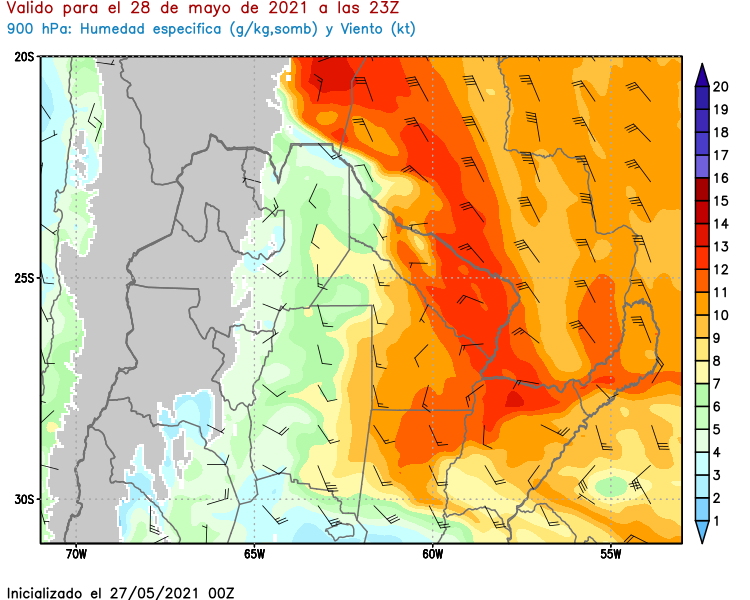 Valido para el 28 de mayo de 2021 a las 23Z
900 hPa: Humedad especifica (g/kg,somb) y Viento (kt)
20S
25S
30S
70W
65W
60W
55W
20
19
18
17
16
15
14
13
12
11
10
9
8
7
6
5
4
3
2
1
Inicializado el 27/05/2021 00Z